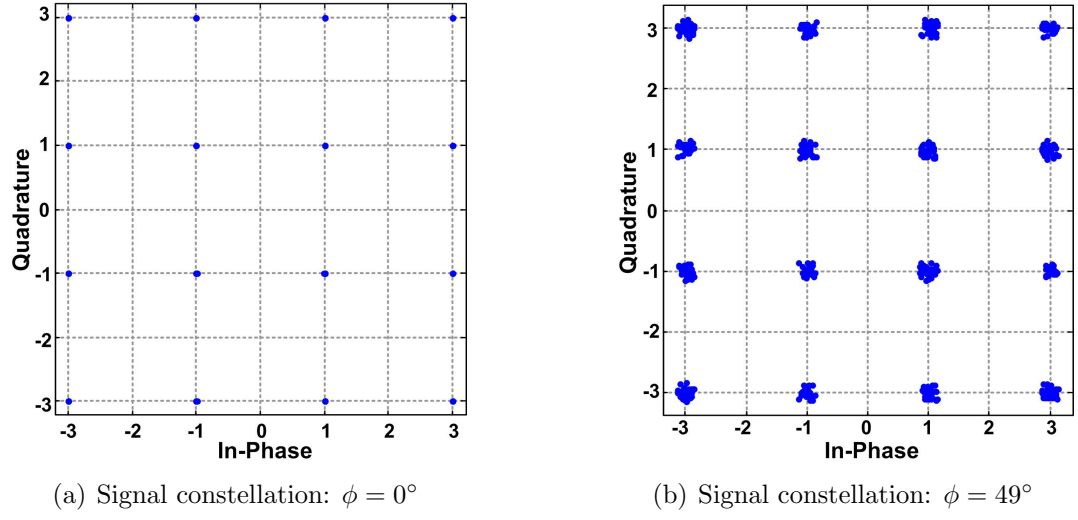 3
2
1
0
-1
-2
-3
Quadrature
-3 -2 -1 0 1 2 3
In-Phase
(a) Signal constellation: ϕ = 0°
3
2
1
0
-1
-2
-3
Quadrature
-3 -2 -1 0 1 2 3
In-Phase
(b) Signal constellation: ϕ = 49°